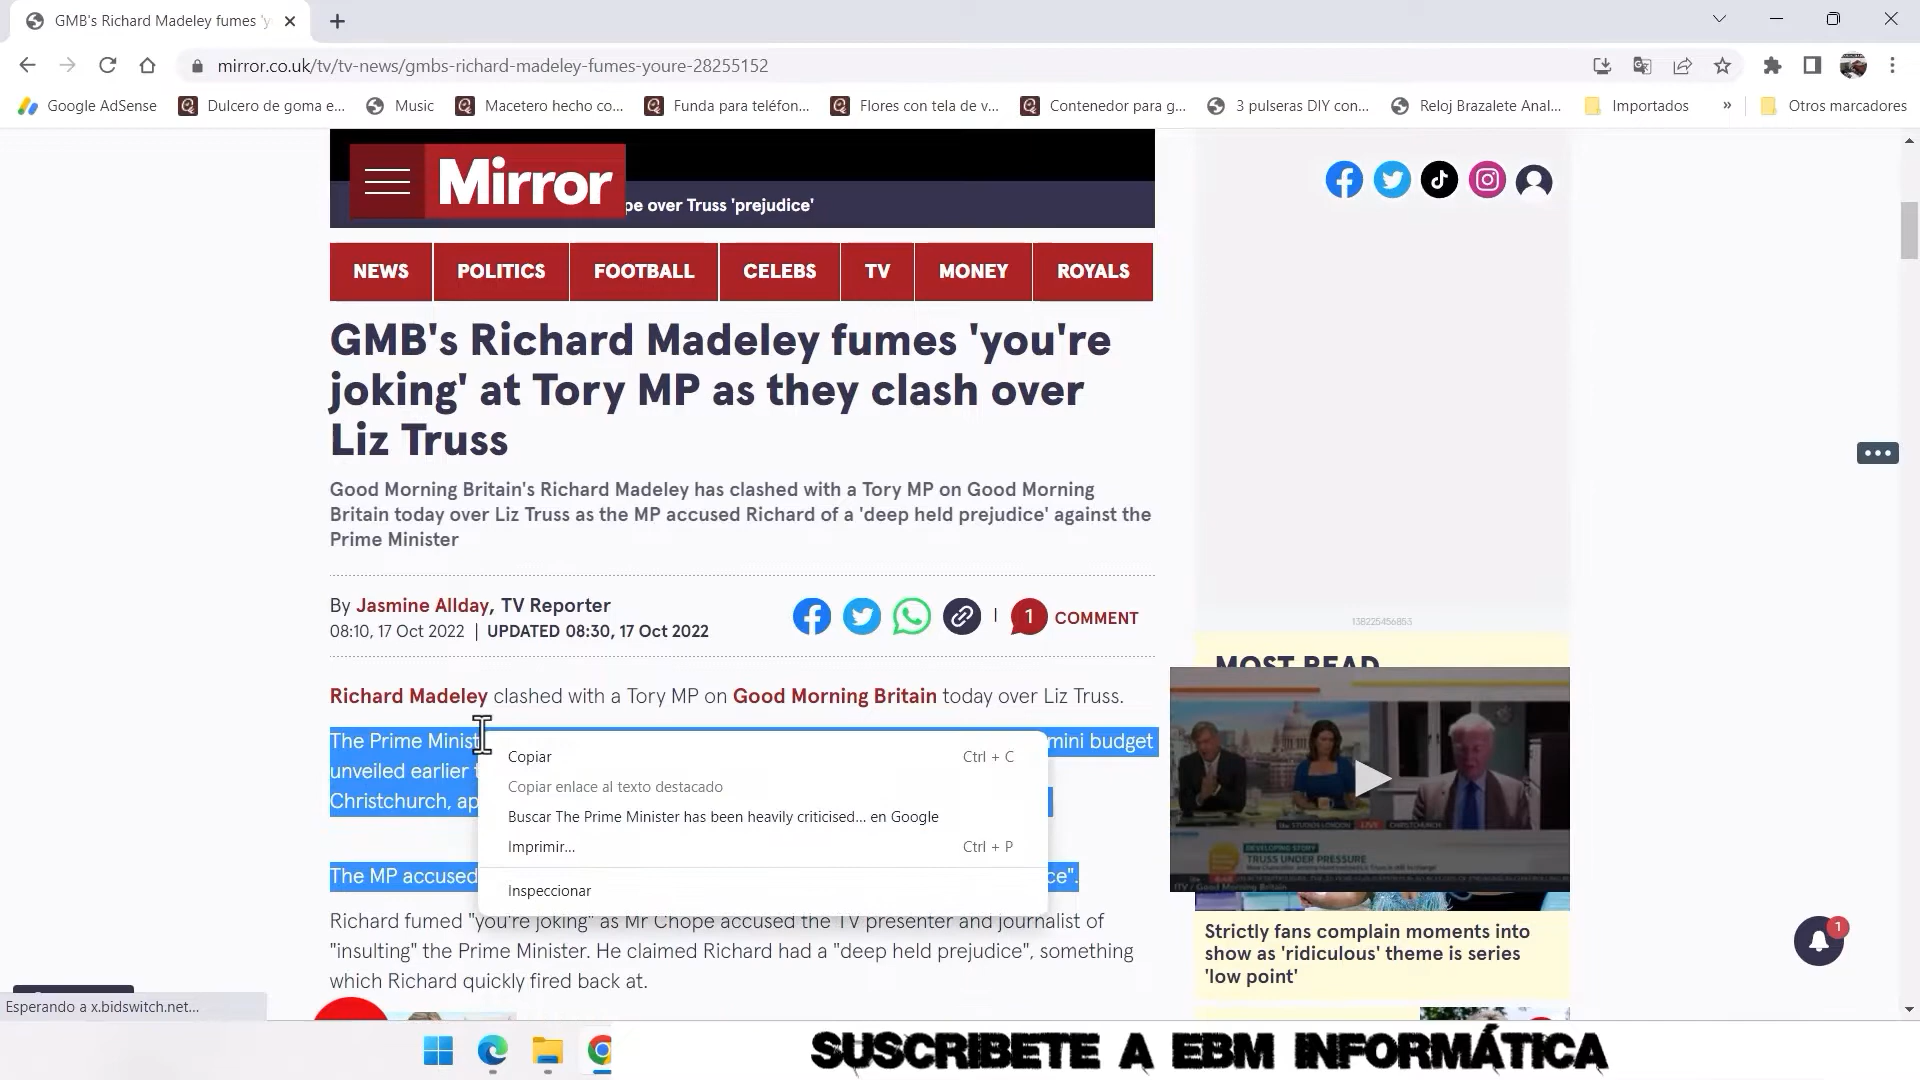 GMB's Richard Madeley fumes 'y
mirror.co.uk/tv/tv-news/gmbs-richard-madeley-fumes-youre-28255152
Google AdSense
Dulcero de goma e...
Music
Macetero hecho co...
Funda para teléfon...
Flores con tela de v...
Contenedor para g...
3 pulseras DIY con...
Reloj Brazalete Anal...
Importados
»
Otros marcadores
Mirror
pe over Truss 'prejudice'
NEWS
POLITICS
FOOTBALL
CELEBS
TV
MONEY
ROYALS
GMB's Richard Madeley fumes 'you're
joking' at Tory MP as they clash over
Liz Truss
Good Morning Britain's Richard Madeley has clashed with a Tory MP on Good Morning
Britain today over Liz Truss as the MP accused Richard of a 'deep held prejudice' against the
Prime Minister
By Jasmine Allday, TV Reporter
08:10, 17 Oct 2022 | UPDATED 08:30, 17 Oct 2022
1 COMMENT
138225456853
MOST READ
Richard Madeley clashed with a Tory MP on Good Morning Britain today over Liz Truss.
The Prime Minist mini budget
unveiled earlier
Christchurch, ap
The MP accused ce".
Copiar Ctrl + C
Copiar enlace al texto destacado
Buscar The Prime Minister has been heavily criticised... en Google
Imprimir... Ctrl + P
Inspeccionar
Richard fumed "you're joking" as Mr Chope accused the TV presenter and journalist of
"insulting" the Prime Minister. He claimed Richard had a "deep held prejudice", something
which Richard quickly fired back at.
LIVE
CHRISTCHURCH
DEVELOPING STORY
TRUSS UNDER PRESSURE
ITV / Good Morning Britain
Strictly fans complain moments into
show as 'ridiculous' theme is series
'low point'
1
Esperando a x.bidswitch.net...
SUSCRIBETE A EBM INFORMÁTICA